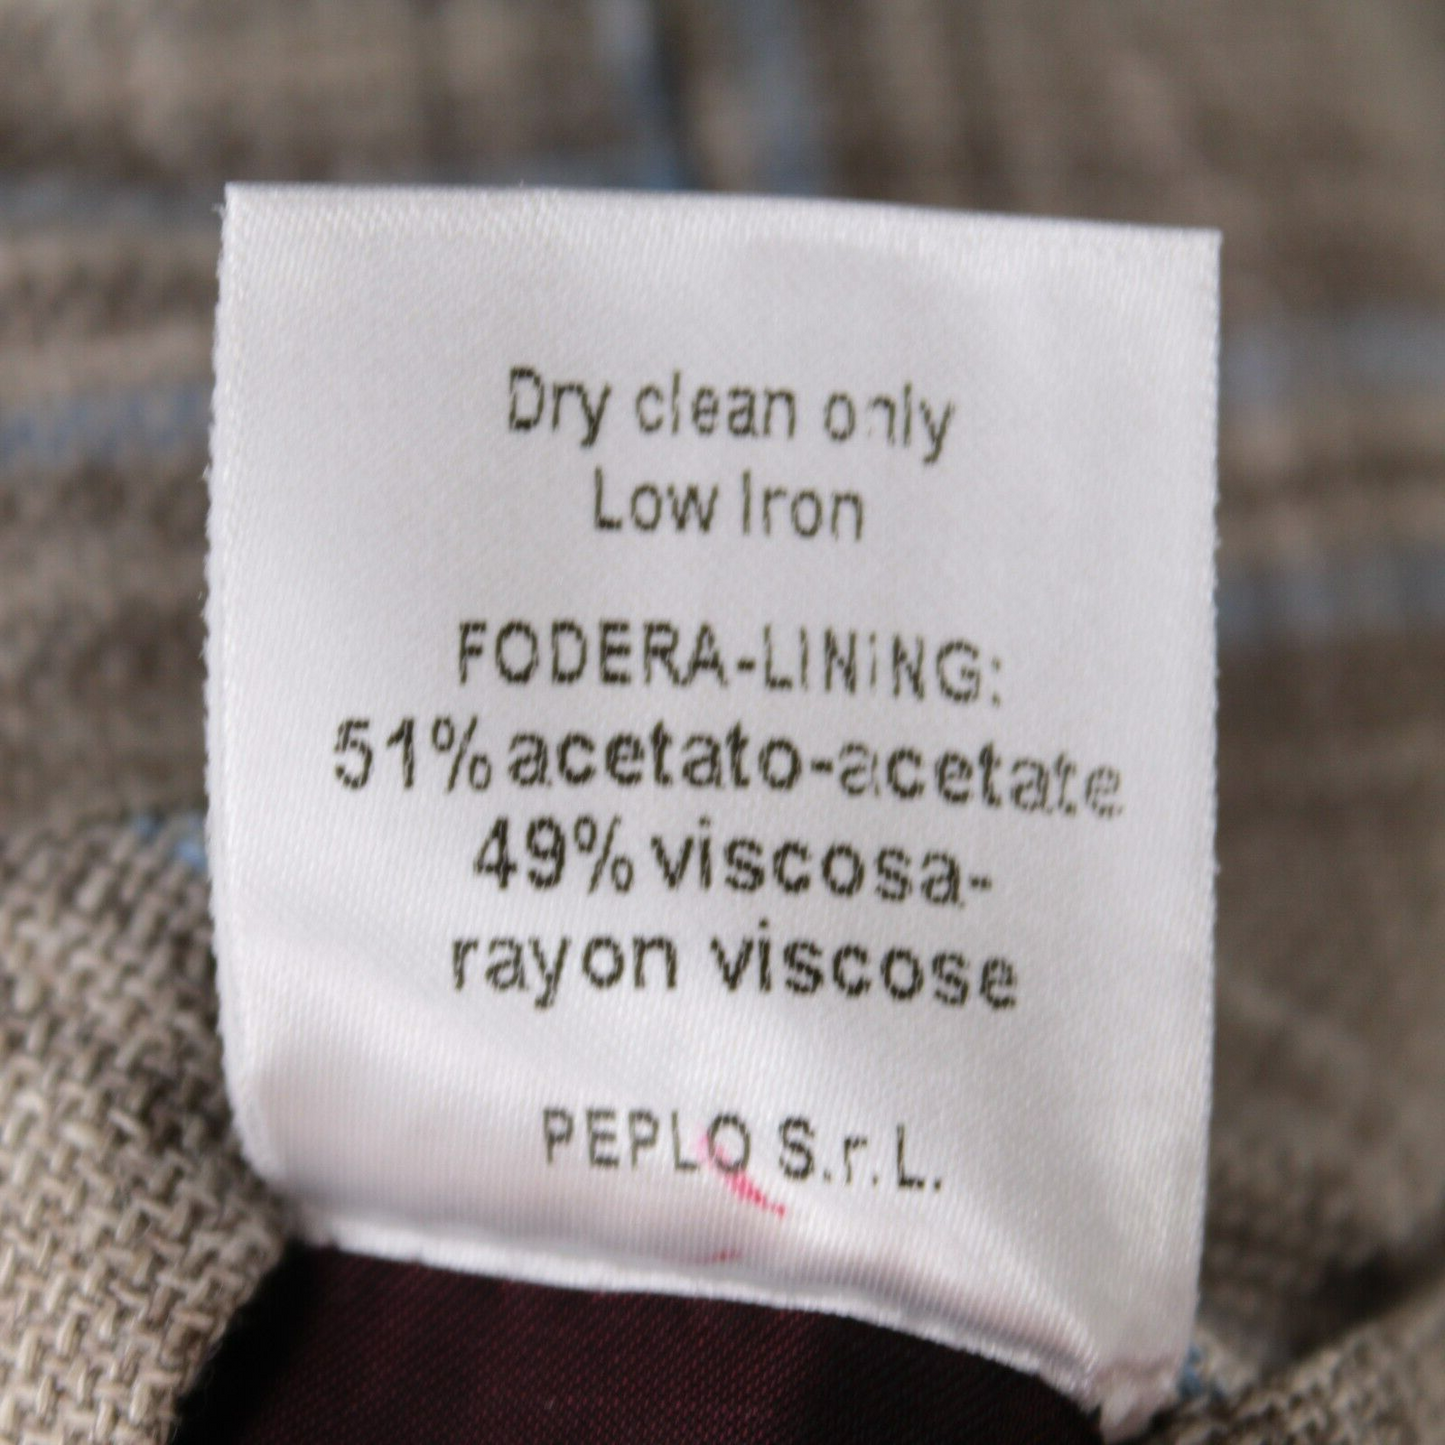 Dry clean only
Low Iron
FODERA-LINING:
51% acetato-acetate
49% viscosa-
rayon viscose
PEPLO S.r.L.